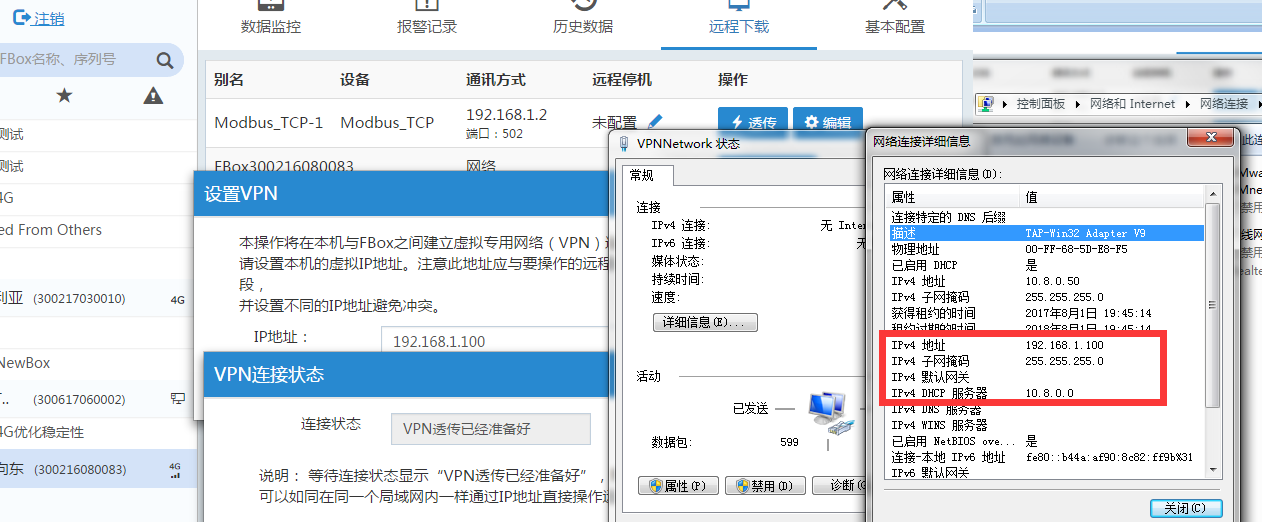 注销
FBox名称、序列号
测试
测试
4G
ed From Others
利亚 (300217030010) 4G
NewBox
(300617060002)
4G优化稳定性
向东 (300216080083) 4G
数据监控 报警记录 历史数据 远程下载 基本配置
别名 设备 通讯方式 远程停机 操作
Modbus_TCP-1 Modbus_TCP 192.168.1.2 未配置 透传 编辑
端口：502
FBox300216080083 网络
设置VPN
本操作将在本机与FBox之间建立虚拟专用网络（VPN）
请设置本机的虚拟IP地址。注意此地址应与要操作的远程
段，
并设置不同的IP地址避免冲突。
IP地址： 192.168.1.100
VPN连接状态
连接状态 VPN透传已经准备好
说明： 等待连接状态显示“VPN透传已经准备好”，
可以如同在同一个局域网内一样通过IP地址直接操作
VPNNetwork 状态
常规
连接
IPv4 连接: 无 Inter
IPv6 连接: 无
媒体状态:
持续时间:
速度:
详细信息(E)...
活动
已发送
数据包: 599
属性(P) 禁用(D) 诊断(G
控制面板 网络和 Internet 网络连接
网络连接详细信息
网络连接详细信息(D):
属性 值
连接特定的 DNS 后缀
描述 TAP-Win32 Adapter V9
物理地址 00-FF-68-5D-E8-F5
已启用 DHCP 是
IPv4 地址 10.8.0.50
IPv4 子网掩码 255.255.255.0
获得租约的时间 2017年8月1日 19:45:14
租约过期的时间 2018年8月1日 19:45:14
IPv4 地址 192.168.1.100
IPv4 子网掩码 255.255.255.0
IPv4 默认网关
IPv4 DHCP 服务器 10.8.0.0
IPv4 DNS 服务器
IPv4 WINS 服务器
已启用 NetBIOS ove... 是
连接-本地 IPv6 地址 fe80::b44a:af90:8c82:ff9b%31
IPv6 默认网关
关闭(C)
此连
Mwa
Mne
禁用
线网
禁用
ealte